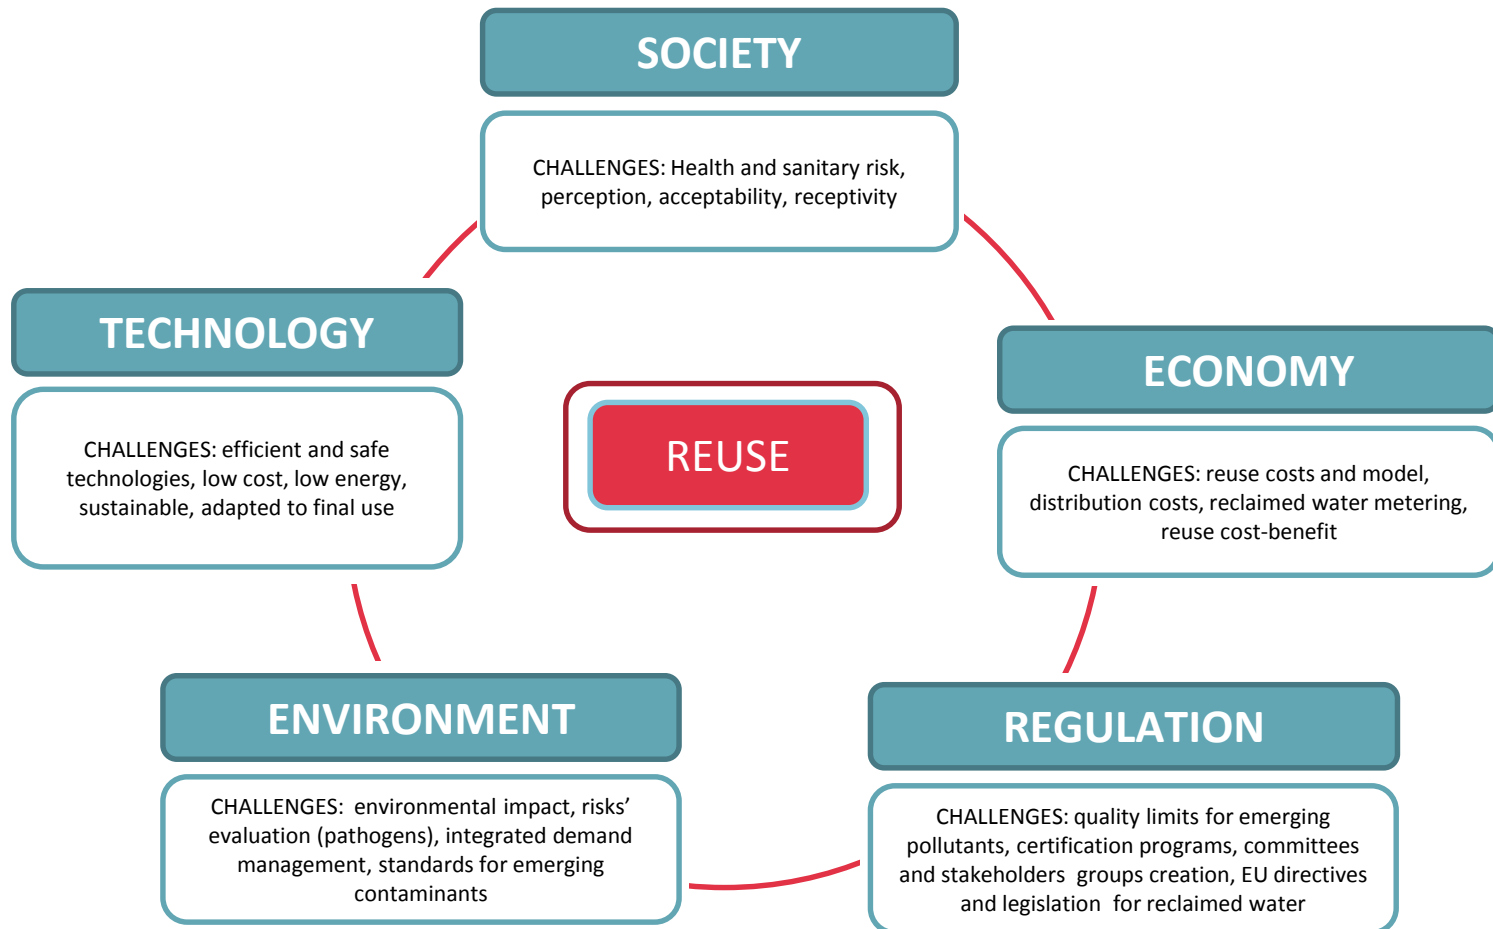 SOCIETY
CHALLENGES: Health and sanitary risk,
perception, acceptability, receptivity
TECHNOLOGY
CHALLENGES: efficient and safe
technologies, low cost, low energy,
sustainable, adapted to final use
REUSE
ECONOMY
CHALLENGES: reuse costs and model,
distribution costs, reclaimed water metering,
reuse cost-benefit
ENVIRONMENT
CHALLENGES: environmental impact, risks’
evaluation (pathogens), integrated demand
management, standards for emerging
contaminants
REGULATION
CHALLENGES: quality limits for emerging
pollutants, certification programs, committees
and stakeholders groups creation, EU directives
and legislation for reclaimed water